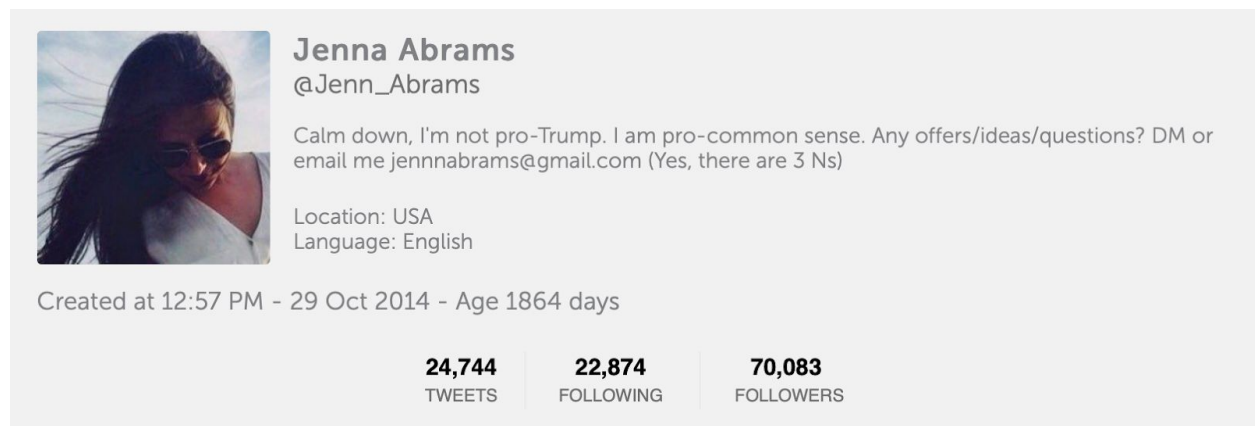 Jenna Abrams
@Jenn_Abrams
Calm down, I'm not pro-Trump. I am pro-common sense. Any offers/ideas/questions? DM or
email me jennnabrams@gmail.com (Yes, there are 3 Ns)
Location: USA
Language: English
Created at 12:57 PM - 29 Oct 2014 - Age 1864 days
24,744 22,874 70,083
TWEETS FOLLOWING FOLLOWERS